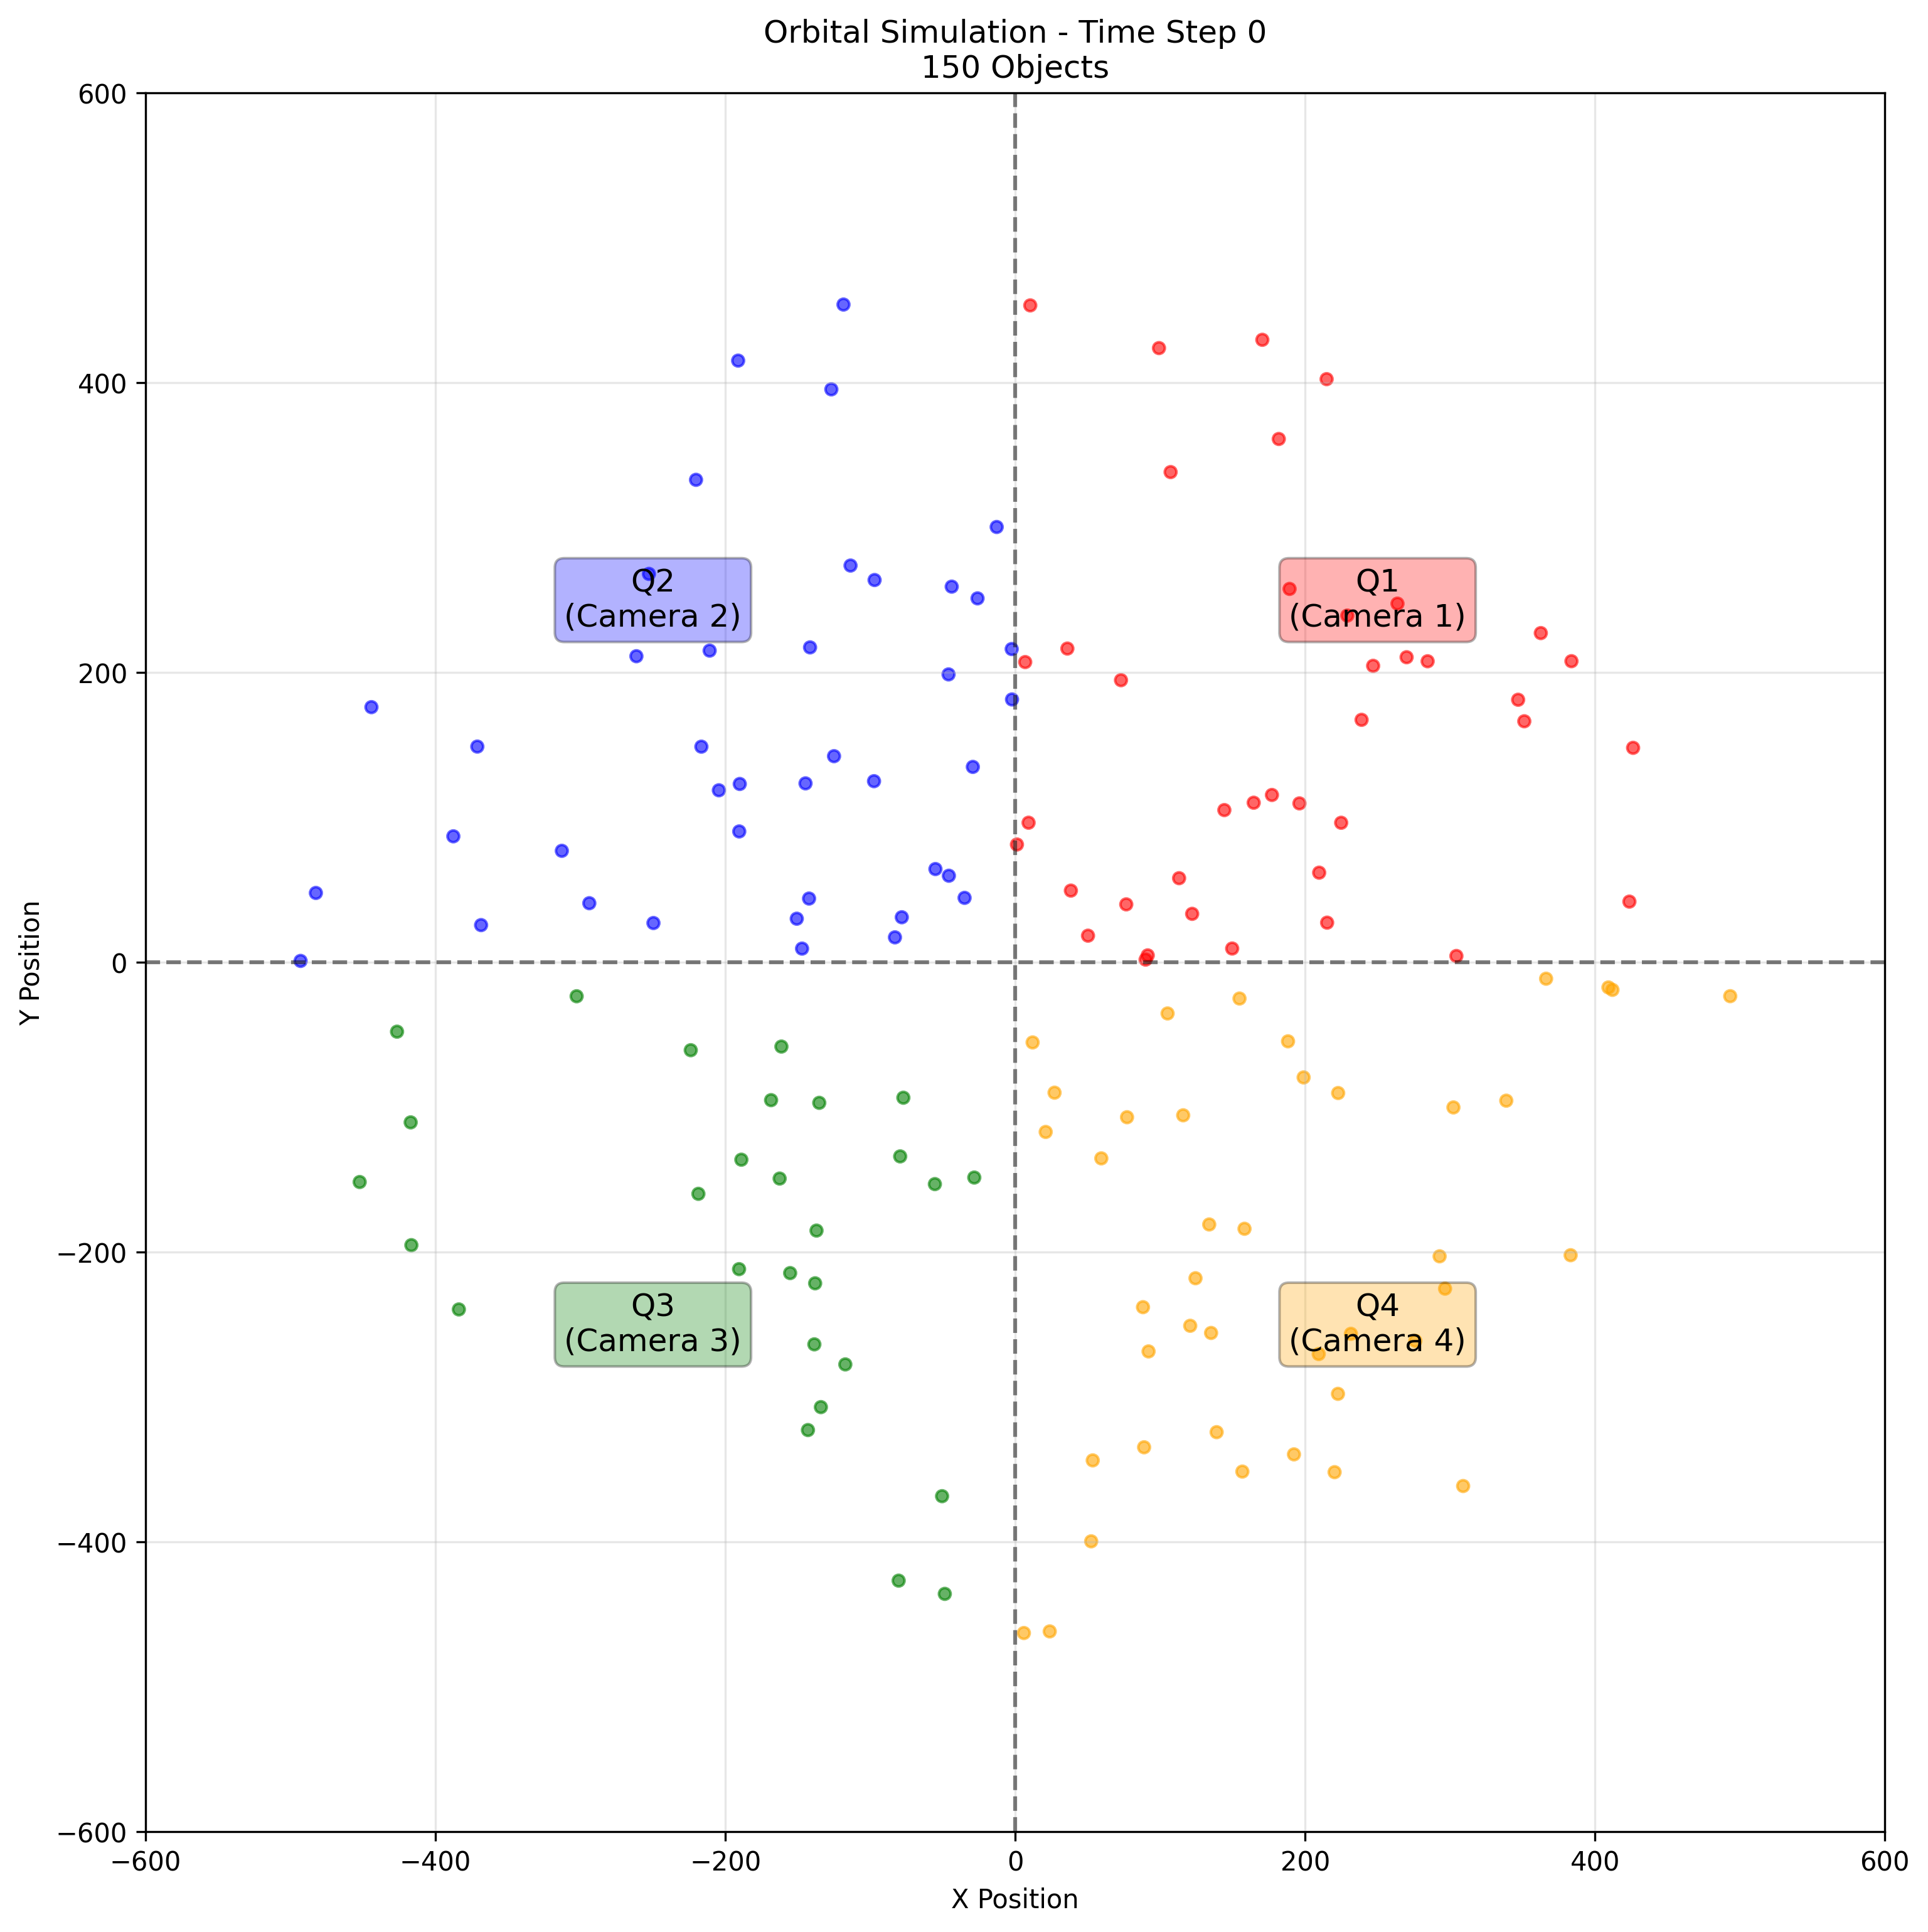 Orbital Simulation - Time Step 0
150 Objects
600
400
200
0
−200
−400
−600
Y Position
Q2
(Camera 2)
Q1
(Camera 1)
Q3
(Camera 3)
Q4
(Camera 4)
−600
−400
−200
0
200
400
600
X Position